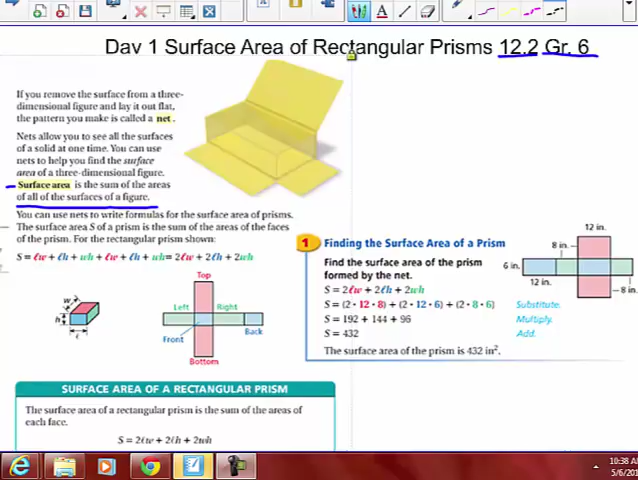 Day 1 Surface Area of Rectangular Prisms 12.2 Gr. 6
If you remove the surface from a three-
dimensional figure and lay it out flat,
the pattern you make is called a net.
Nets allow you to see all the surfaces
of a solid at one time. You can use
nets to help you find the surface
area of a three-dimensional figure.
Surface area is the sum of the areas
of all of the surfaces of a figure.
You can use nets to write formulas for the surface area of prisms.
The surface area S of a prism is the sum of the areas of the faces
of the prism. For the rectangular prism shown:
S = ℓw + ℓh + wh + ℓw + ℓh + wh = 2ℓw + 2ℓh + 2wh
w
h
ℓ
Top
Left
Right
Front
Back
Bottom
SURFACE AREA OF A RECTANGULAR PRISM
The surface area of a rectangular prism is the sum of the areas of
each face.
S = 2ℓw + 2ℓh + 2wh
1 Finding the Surface Area of a Prism
Find the surface area of the prism
formed by the net.
S = 2ℓw + 2ℓh + 2wh
S = (2 · 12 · 8) + (2 · 12 · 6) + (2 · 8 · 6) Substitute.
S = 192 + 144 + 96 Multiply.
S = 432 Add.
The surface area of the prism is 432 in².
12 in.
8 in.
6 in.
12 in.
8 in.
10:38 AM
5/6/20